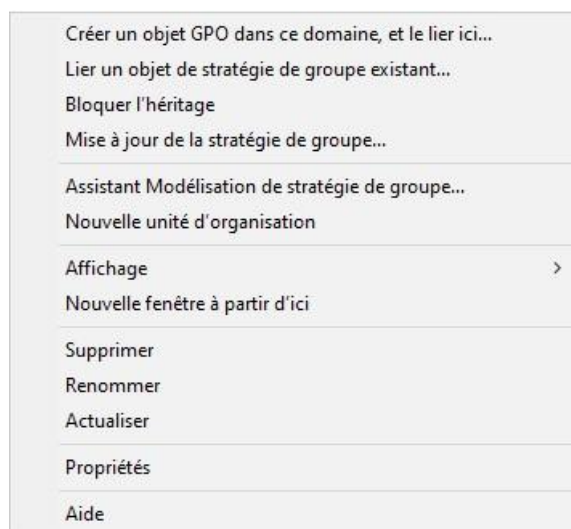 Créer un objet GPO dans ce domaine, et le lier ici...
Lier un objet de stratégie de groupe existant...
Bloquer l'héritage
Mise à jour de la stratégie de groupe...
Assistant Modélisation de stratégie de groupe...
Nouvelle unité d'organisation
Affichage
Nouvelle fenêtre à partir d'ici
Supprimer
Renommer
Actualiser
Propriétés
Aide